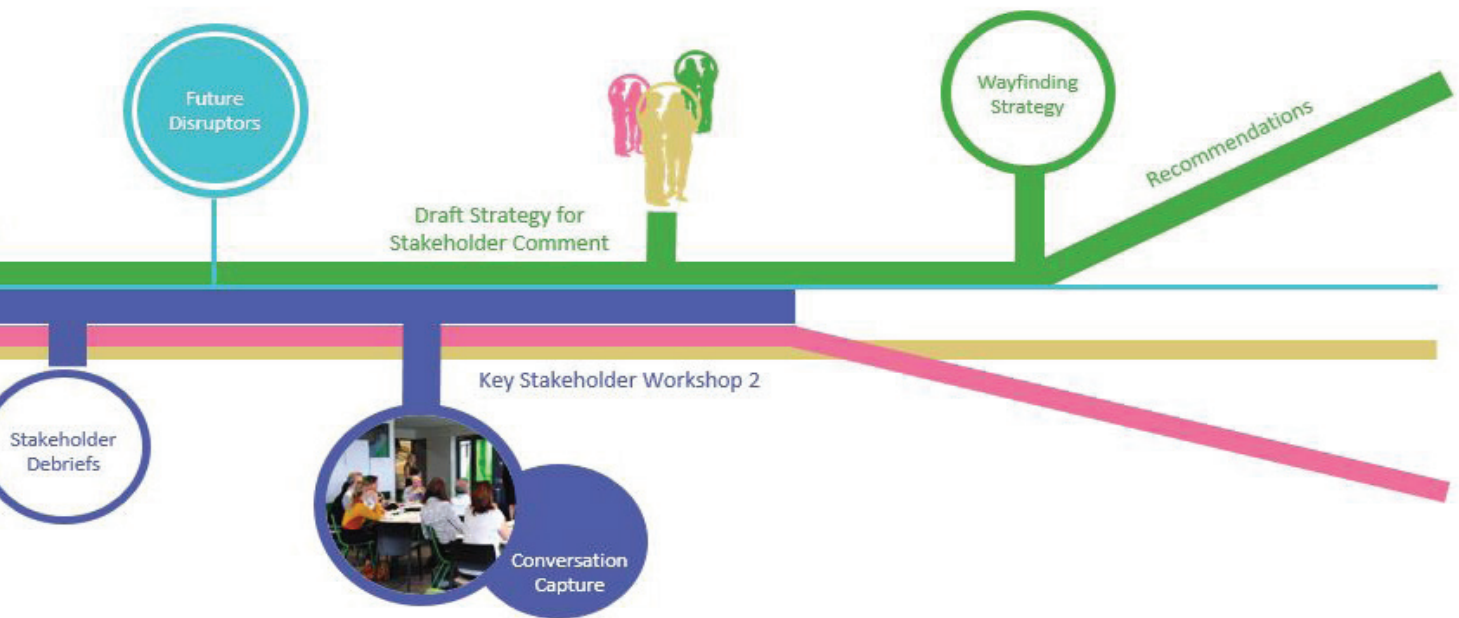 Future
Disruptors
Wayfinding
Strategy
Recommendations
Draft Strategy for
Stakeholder Comment
Key Stakeholder Workshop 2
Stakeholder
Debriefs
Conversation
Capture